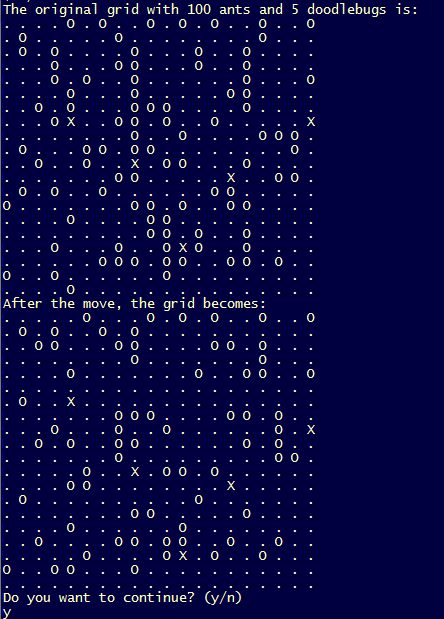 The original grid with 100 ants and 5 doodlebugs is:
. . . . O . O . . O . O . O . . O . . O
. O . . . . . O . . . . . . . . O . . .
. O . O . . . . O . . . O . . O . . . .
. . . O . . . O O . . . O . . O . . . .
. . . O . O . . O . . . . . . O . . . O
. . . . O . . . O . . . . . O O . . . .
. . O . O . . . O O O . . . . O . . . .
. . . O X . . O O . O . . O . . . . . X
. . . . . . . . O . . O . . . . O O O .
. O . . . O O . O O . . . . . . . . O .
. . O . . O . . X . O O . . . O . . . .
. . . . . . . O O . . . . . X . . O O .
. O . O . . O . . . . . . O O . . . . .
O . . . . . . . O O . O . . O O . . . .
. . . . O . . . . O O . . . . . . . . .
. . . . . . . . . O O . O . . O . . . .
. . . O . . . O . . O X O . . O . . . .
. . . . . . O O O . O O . . O O . O . .
O . . O . . . . . . O . . . . . . . . .
. . . . O . . . . . . . . . . . . . . .
After the move, the grid becomes:
. . . . . O . . . O . O . O . . O . . O
. O . O . . O . O . . . . . . O . . . .
. . O O . . . O O . . . . O O . O . . .
. . . . . . . . O . . . . . . . O . . .
. . . . O . . . . . . . O . . O O . . O
. . . . . . . . . . . . . . . . . . . .
. O . . X . . . . . . . . . . . . . . .
. . . . . . . O O O . . . . O O . O . .
. . . O . . . O . . O . . . . . . O . X
. . O . O . . O O . . . . . . O . O . .
. . . . . . . O . . . . . . . . . O O .
. . . . . O . . X . O O . O . . . . . .
. . . . O O . . . . . . . . X . . . . .
. O . . . . . . . . . . O . . . . . . .
. . . . . . . . O O . . . . . O . . . .
. . . . O . . . . . . O . . . . . . . .
. . O . . . . O O . O O . . O . . O . .
. . . . . O . . . . O X . O . . O . . .
O . . O O . . . O . . . . . . . . . . .
. . . . . . . . . . . . . . . . . . . .
Do you want to continue? (y/n)
y